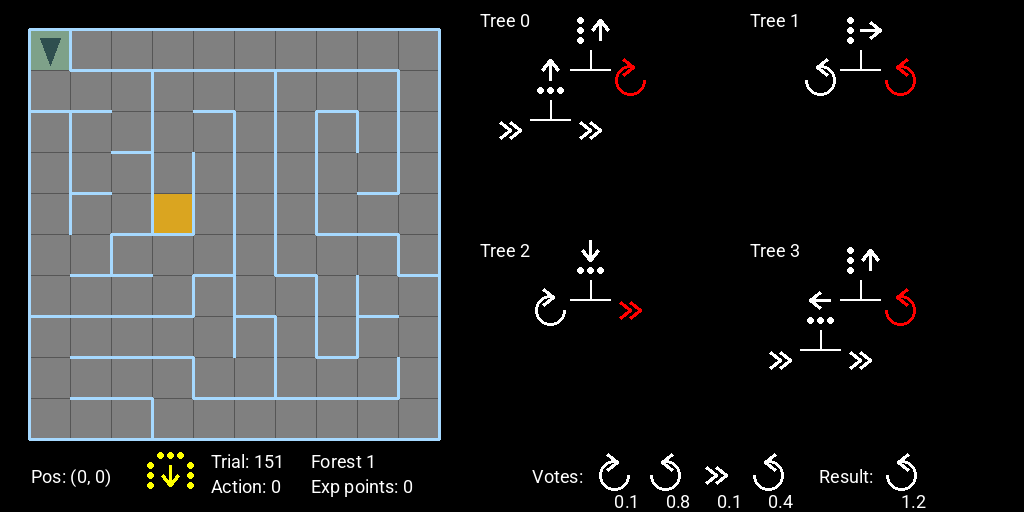 Tree 0
Tree 1
Tree 2
Tree 3
Pos: (0, 0)
Trial: 151
Forest 1
Action: 0
Exp points: 0
Votes:
0.1
0.8
0.1
0.4
Result:
1.2